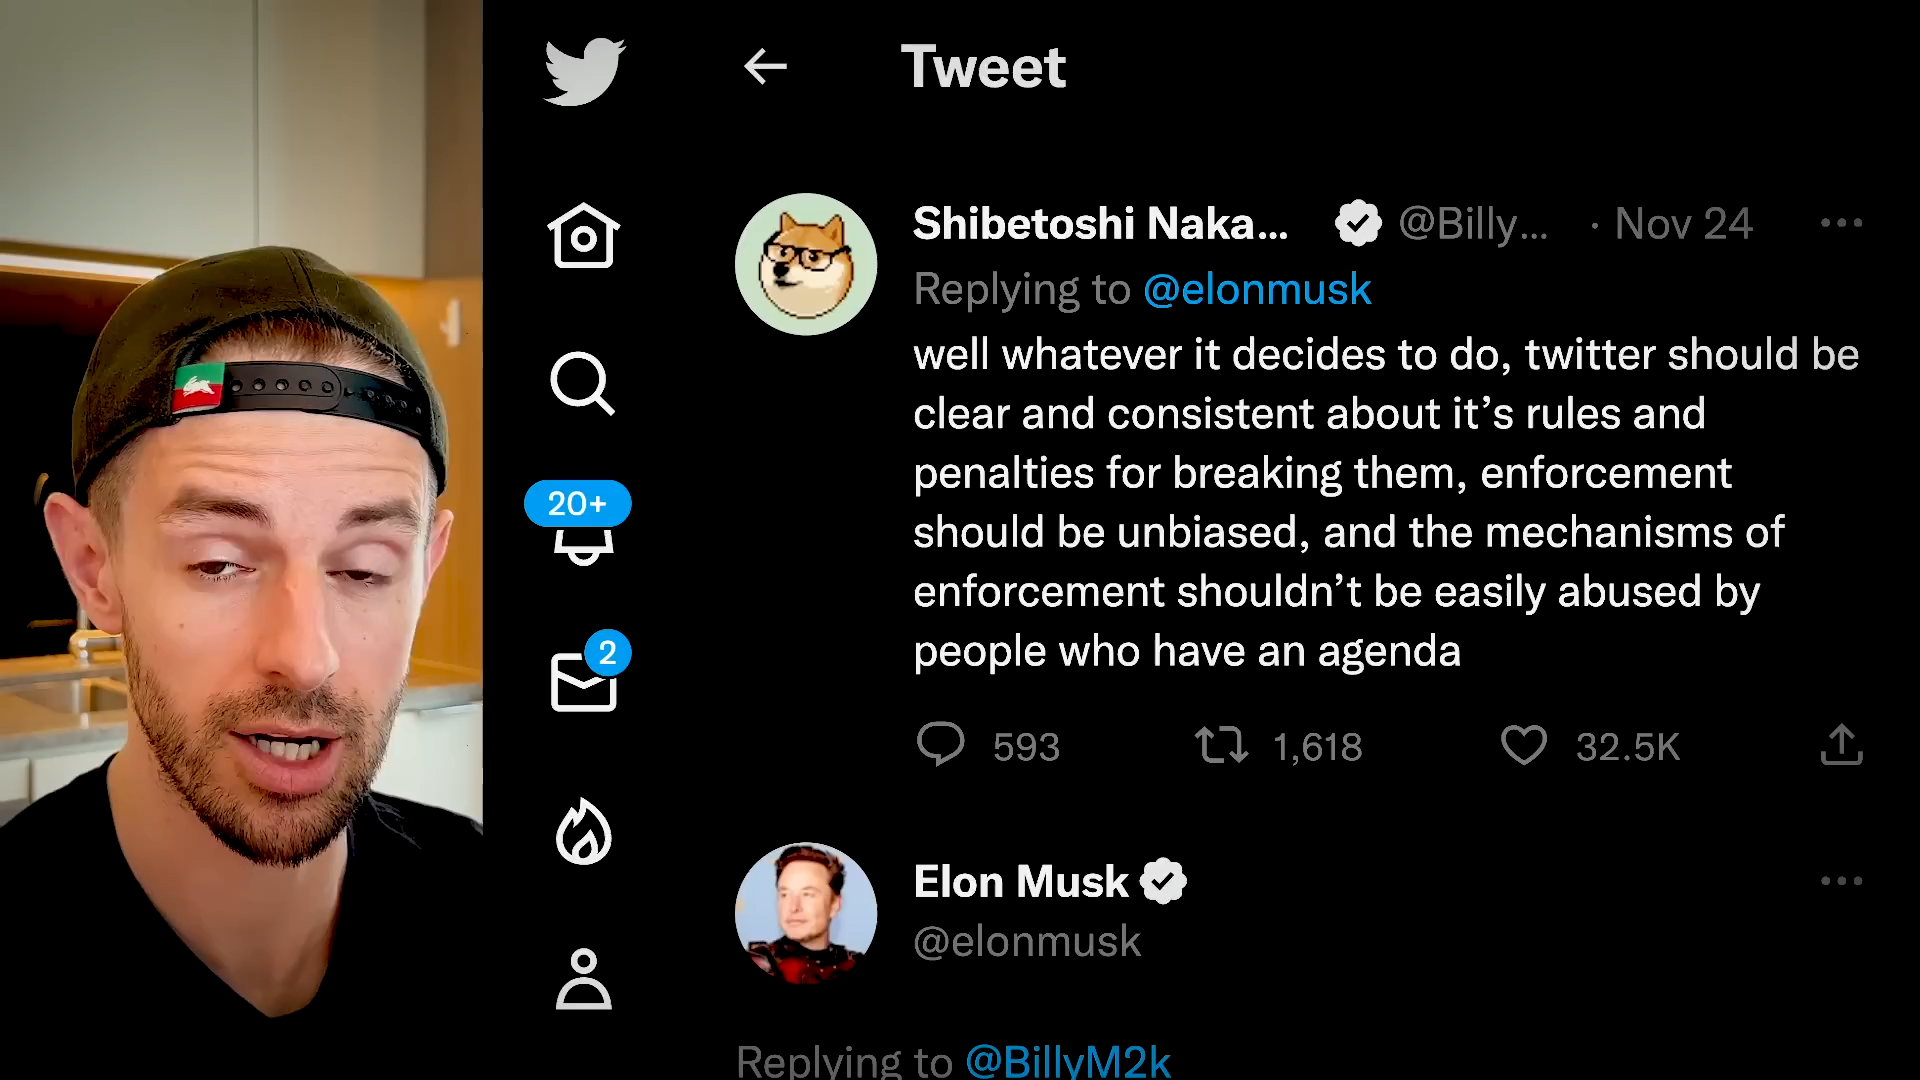 Tweet
Shibetoshi Naka... @Billy... · Nov 24
Replying to @elonmusk
well whatever it decides to do, twitter should be
clear and consistent about it’s rules and
penalties for breaking them, enforcement
should be unbiased, and the mechanisms of
enforcement shouldn’t be easily abused by
people who have an agenda
593 1,618 32.5K
20+
2
Elon Musk
@elonmusk
Replying to @BillyM2k